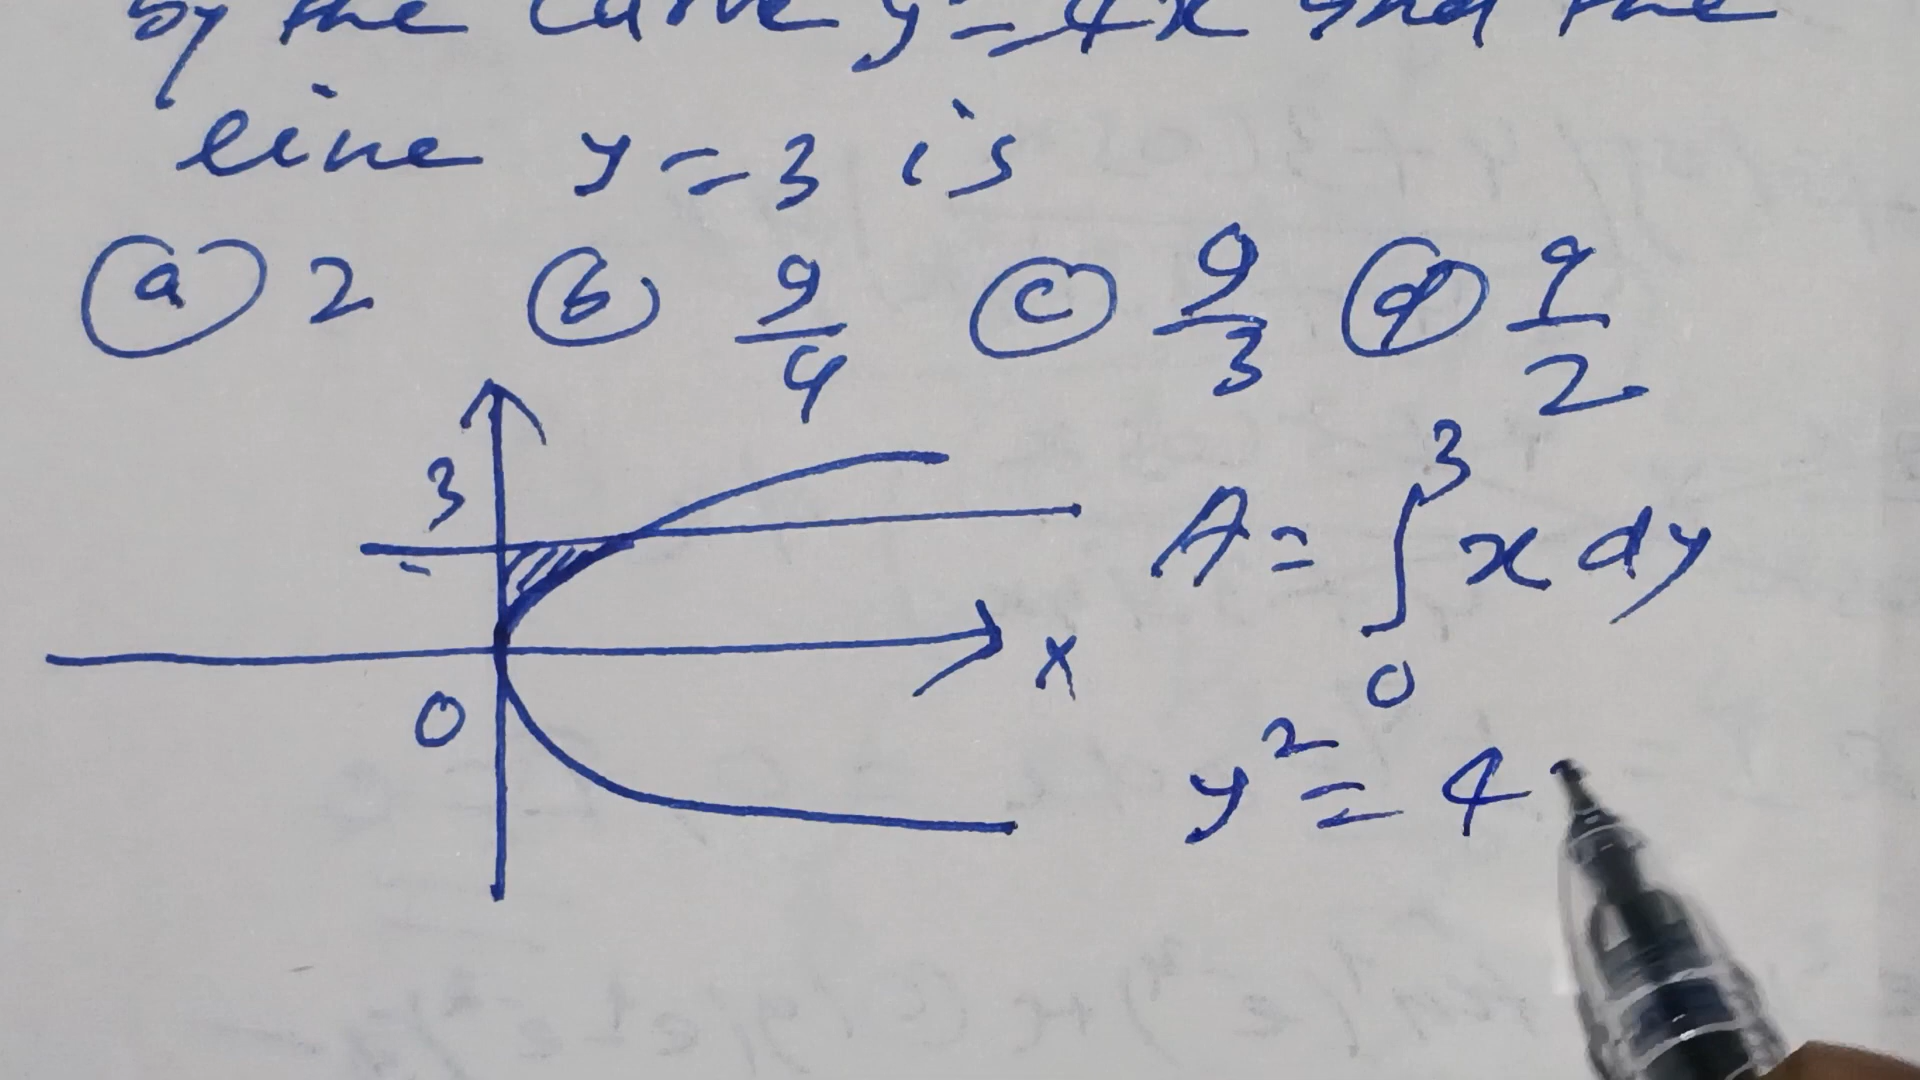 by the curve y²=4x and the
line y=3 is
(a) 2 (b) 9/4 (c) 9/3 (d) 9/2
3
A = ∫₀³ x dy
x
0
y² = 4